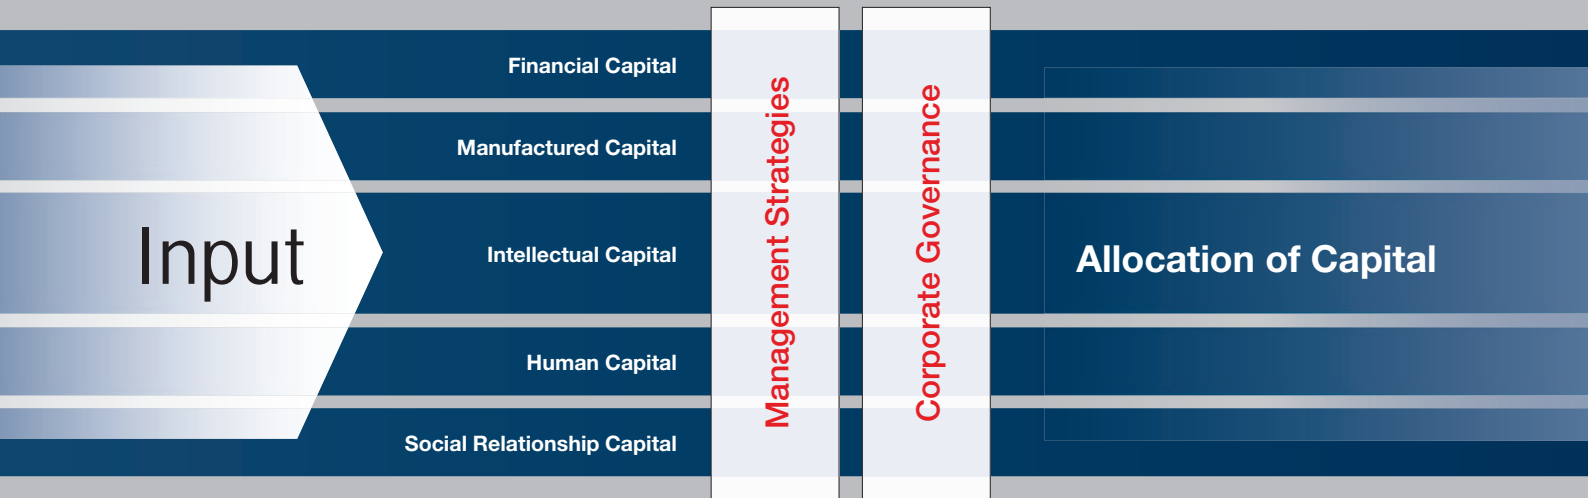 Input
Financial Capital
Manufactured Capital
Intellectual Capital
Human Capital
Social Relationship Capital
Management Strategies
Corporate Governance
Allocation of Capital